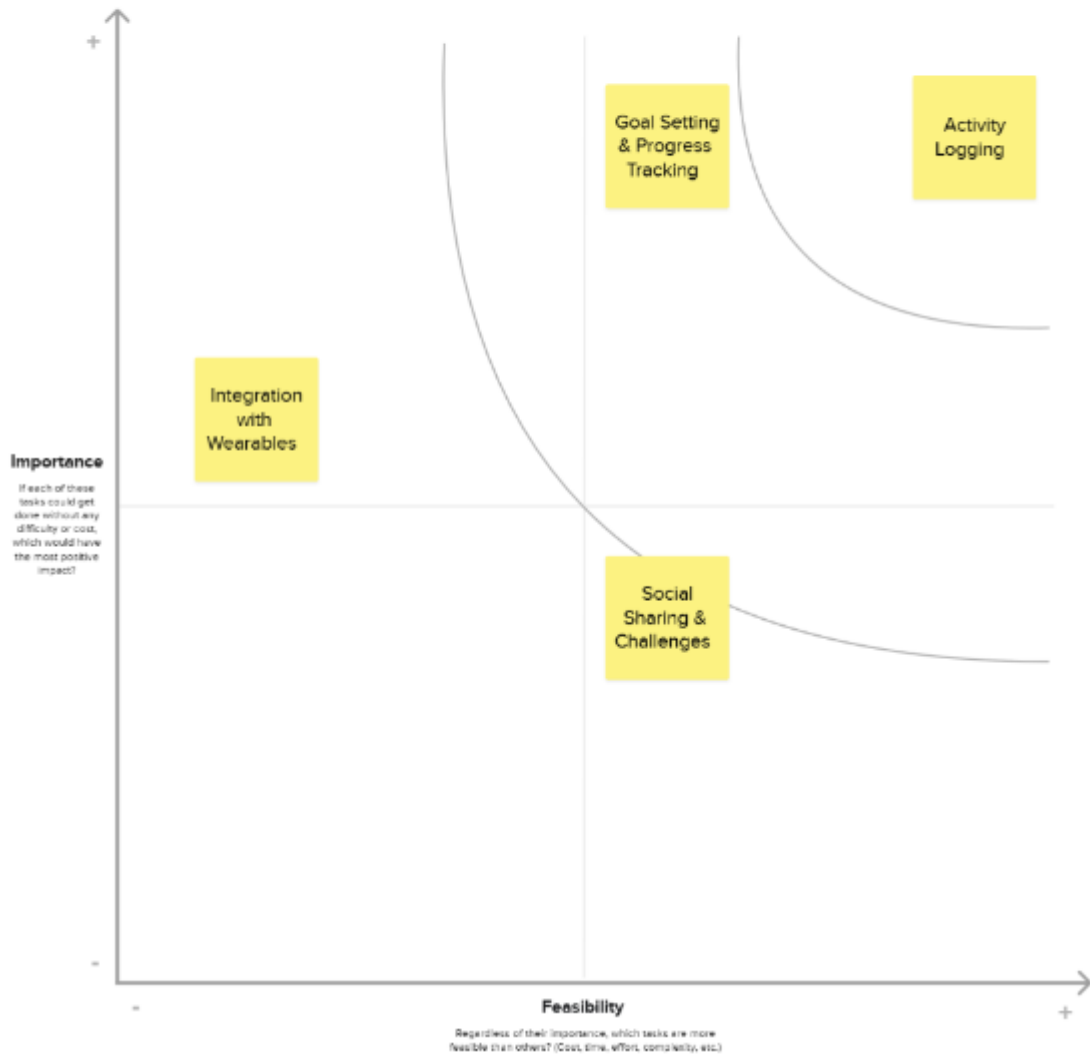 +
Goal Setting
& Progress
Tracking
Activity
Logging
Integration
with
Wearables
Importance
If each of these
tasks could get
done without any
difficulty or cost,
which would have
the most positive
impact?
Social
Sharing &
Challenges
-
-
Feasibility
+
Regardless of their importance, which tasks are more
feasible than others? (Cost, time, effort, complexity, etc.)